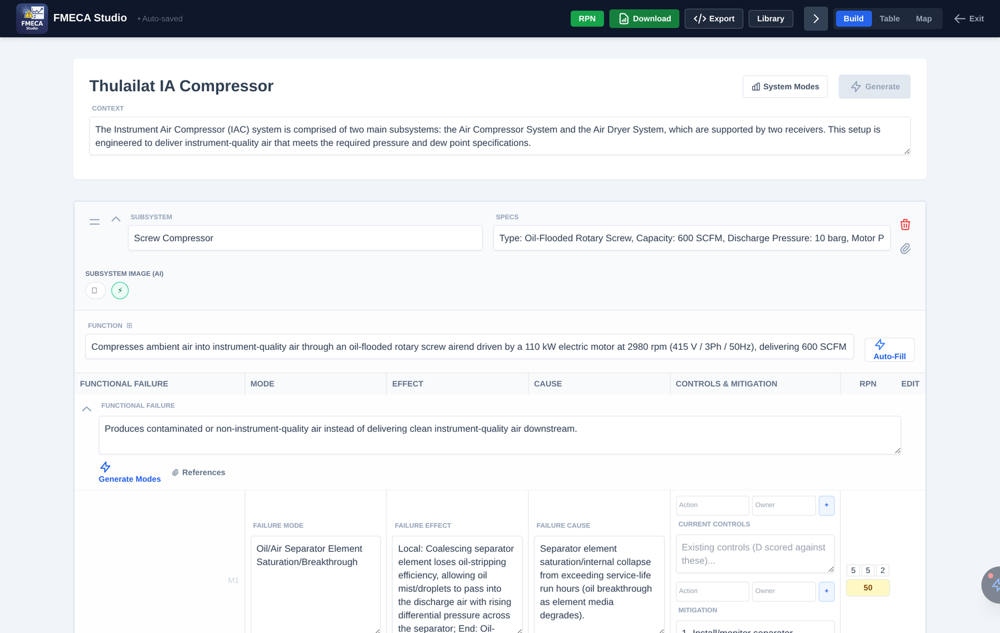 FMECA
Studio
FMECA Studio
• Auto-saved
RPN
Download
</> Export
Library
Build
Table
Map
Exit
Thulailat IA Compressor
System Modes
Generate
CONTEXT
The Instrument Air Compressor (IAC) system is comprised of two main subsystems: the Air Compressor System and the Air Dryer System, which are supported by two receivers. This setup is
engineered to deliver instrument-quality air that meets the required pressure and dew point specifications.
SUBSYSTEM
SPECS
Screw Compressor
Type: Oil-Flooded Rotary Screw, Capacity: 600 SCFM, Discharge Pressure: 10 barg, Motor P
SUBSYSTEM IMAGE (AI)
FUNCTION
Compresses ambient air into instrument-quality air through an oil-flooded rotary screw airend driven by a 110 kW electric motor at 2980 rpm (415 V / 3Ph / 50Hz), delivering 600 SCFM
Auto-Fill
FUNCTIONAL FAILURE
MODE
EFFECT
CAUSE
CONTROLS & MITIGATION
RPN
EDIT
FUNCTIONAL FAILURE
Produces contaminated or non-instrument-quality air instead of delivering clean instrument-quality air downstream.
Generate Modes
References
M1
FAILURE MODE
Oil/Air Separator Element
Saturation/Breakthrough
FAILURE EFFECT
Local: Coalescing separator
element loses oil-stripping
efficiency, allowing oil
mist/droplets to pass into
the discharge air with rising
differential pressure across
the separator; End: Oil-
FAILURE CAUSE
Separator element
saturation/internal collapse
from exceeding service-life
run hours (oil breakthrough
as element media
degrades).
Action
Owner
+
CURRENT CONTROLS
Existing controls (D scored against
these)...
Action
Owner
+
MITIGATION
1. Install/monitor separator
5 5 2
50